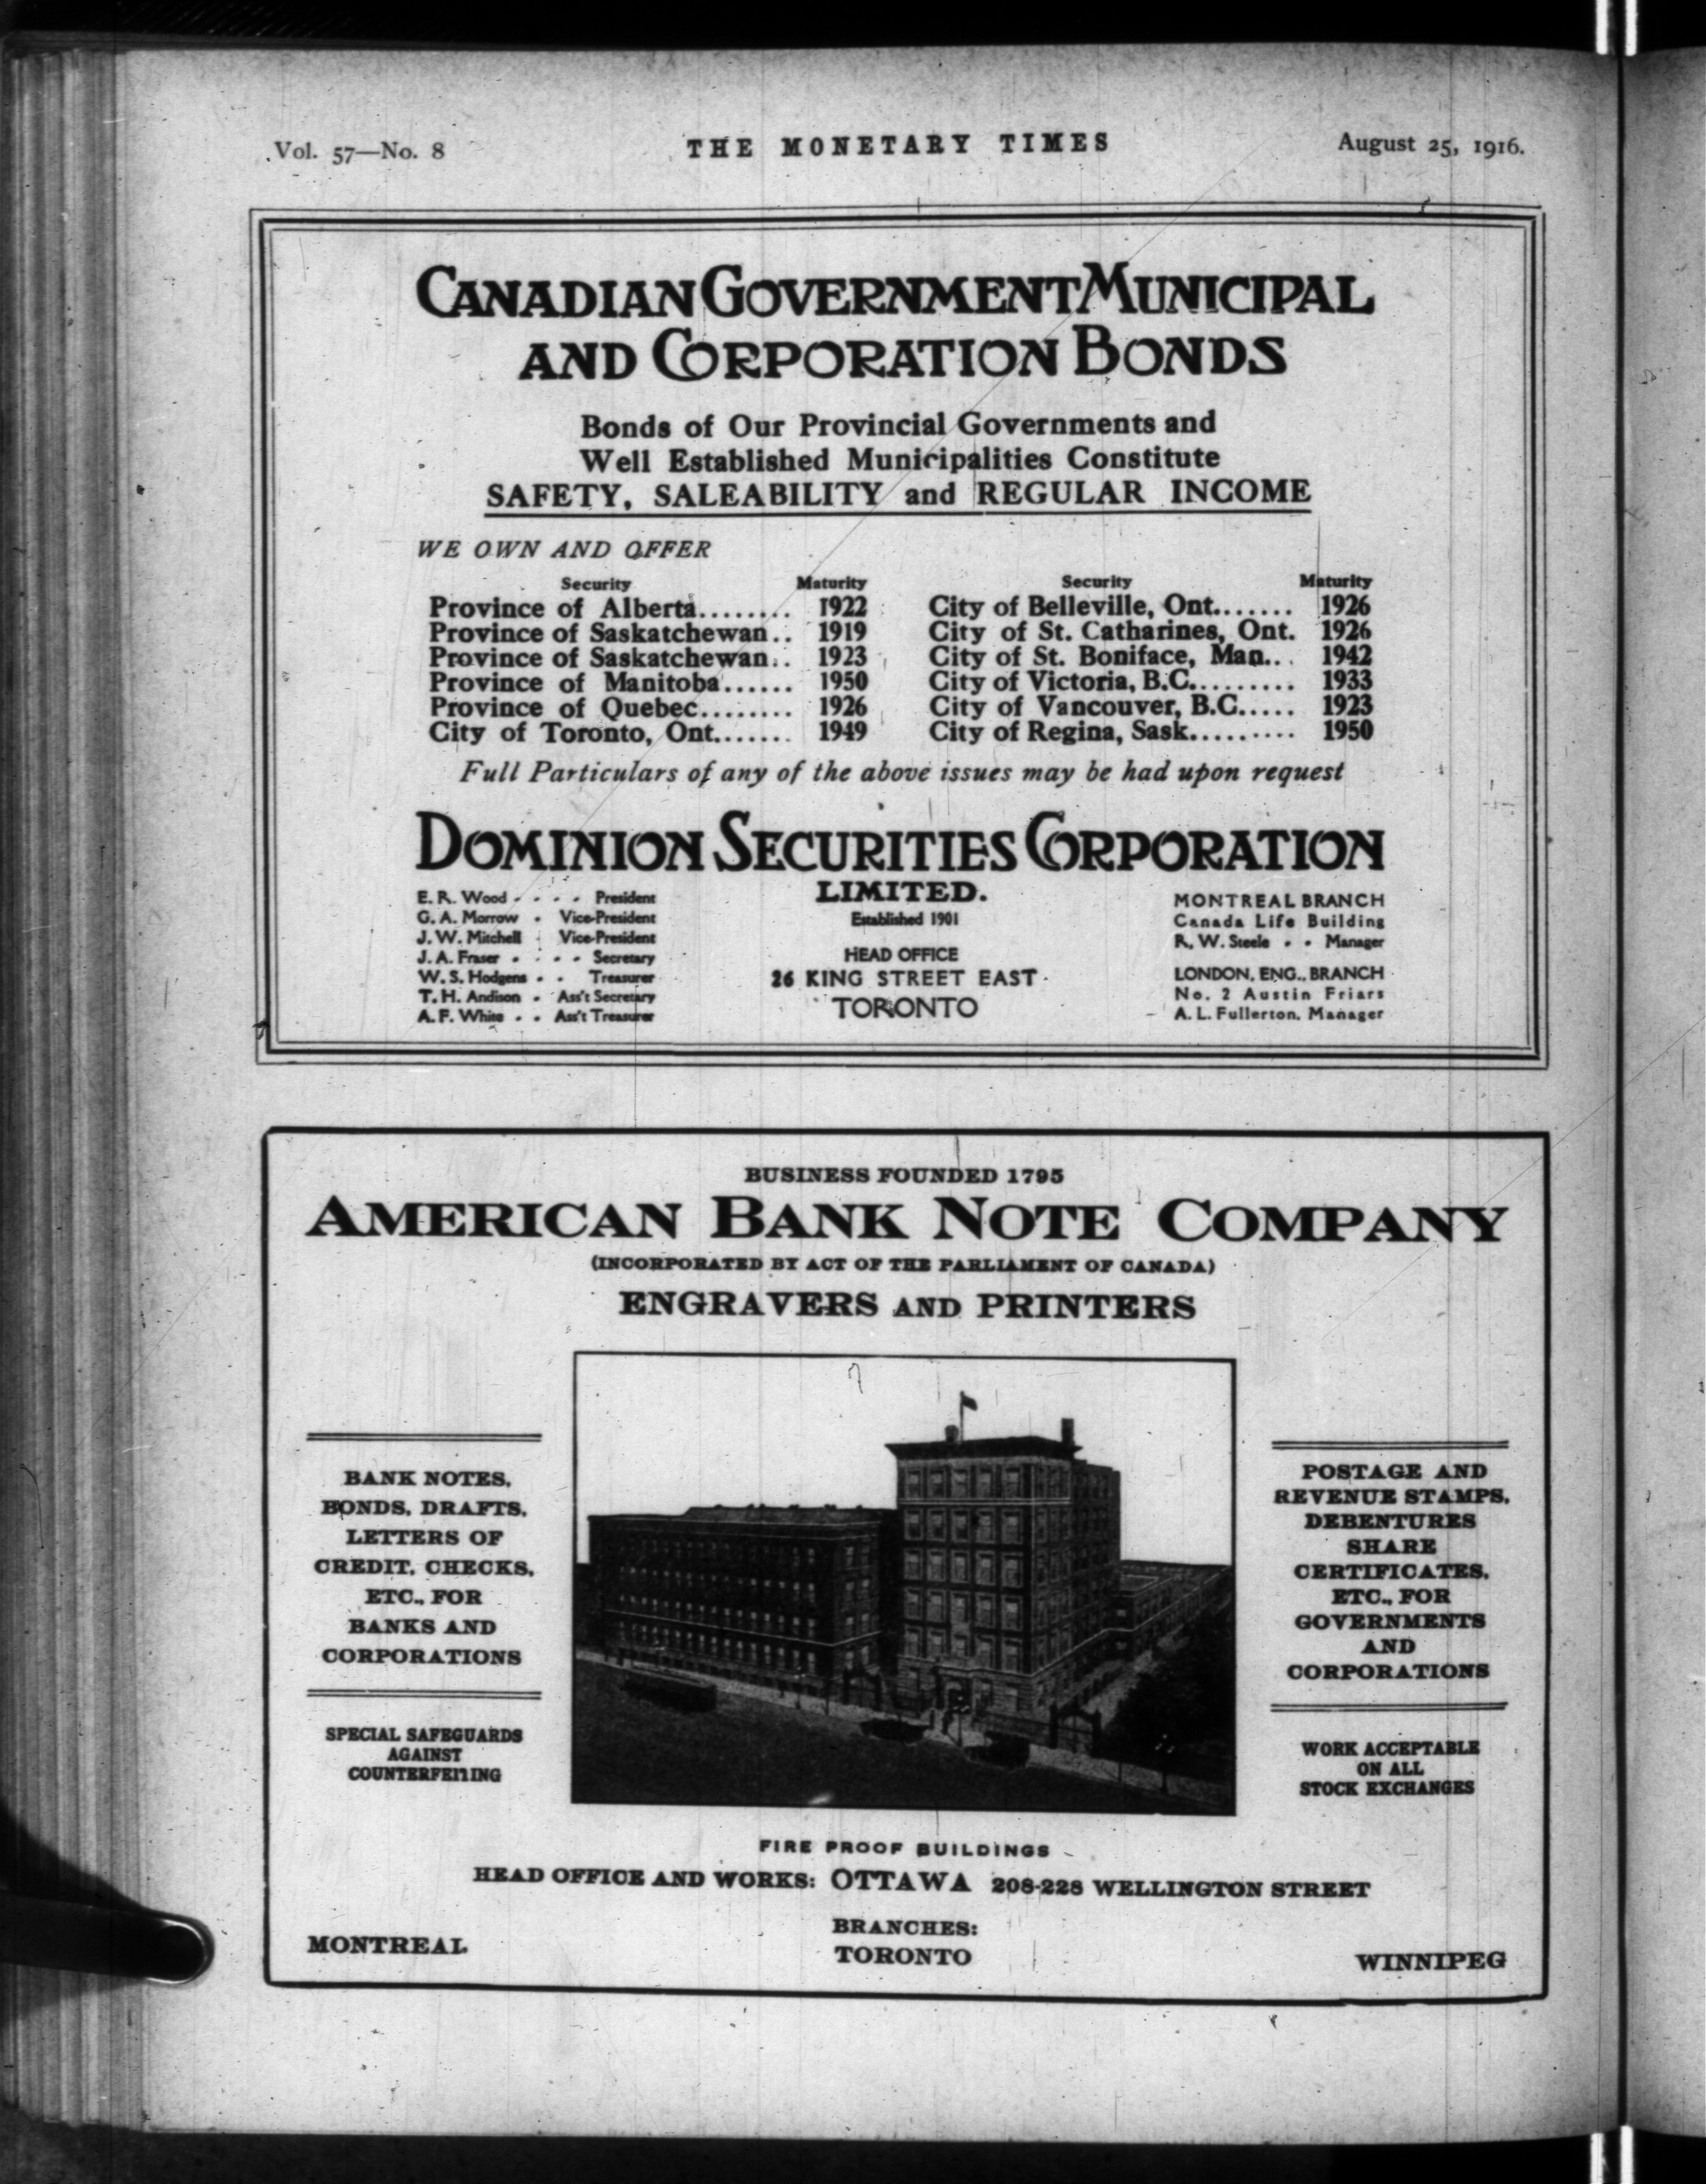 Vol. 57—No. 8 THE MONETARY TIMES August 25, 1916.
CANADIAN GOVERNMENT MUNICIPAL
AND CORPORATION BONDS
Bonds of Our Provincial Governments and
Well Established Municipalities Constitute
SAFETY, SALEABILITY and REGULAR INCOME
WE OWN AND OFFER
Security Maturity
Province of Alberta........ 1922
Province of Saskatchewan.. 1919
Province of Saskatchewan.. 1923
Province of Manitoba...... 1950
Province of Quebec........ 1926
City of Toronto, Ont....... 1949
Security Maturity
City of Belleville, Ont....... 1926
City of St. Catharines, Ont. 1926
City of St. Boniface, Man... 1942
City of Victoria, B.C......... 1933
City of Vancouver, B.C..... 1923
City of Regina, Sask......... 1950
Full Particulars of any of the above issues may be had upon request
DOMINION SECURITIES CORPORATION
LIMITED.
Established 1901
HEAD OFFICE
26 KING STREET EAST
TORONTO
E. R. Wood - - - - President
G. A. Morrow - Vice-President
J. W. Mitchell - Vice-President
J. A. Fraser - - - - Secretary
W. S. Hodgens - - Treasurer
T. H. Andison - Ass't Secretary
A. F. White - - Ass't Treasurer
MONTREAL BRANCH
Canada Life Building
R. W. Steele - - Manager
LONDON, ENG., BRANCH
No. 2 Austin Friars
A. L. Fullerton, Manager
BUSINESS FOUNDED 1795
AMERICAN BANK NOTE COMPANY
(INCORPORATED BY ACT OF THE PARLIAMENT OF CANADA)
ENGRAVERS AND PRINTERS
BANK NOTES,
BONDS, DRAFTS,
LETTERS OF
CREDIT, CHECKS,
ETC., FOR
BANKS AND
CORPORATIONS
SPECIAL SAFEGUARDS
AGAINST
COUNTERFEITING
POSTAGE AND
REVENUE STAMPS,
DEBENTURES
SHARE
CERTIFICATES,
ETC., FOR
GOVERNMENTS
AND
CORPORATIONS
WORK ACCEPTABLE
ON ALL
STOCK EXCHANGES
FIRE PROOF BUILDINGS
HEAD OFFICE AND WORKS: OTTAWA 208-228 WELLINGTON STREET
BRANCHES:
MONTREAL TORONTO WINNIPEG